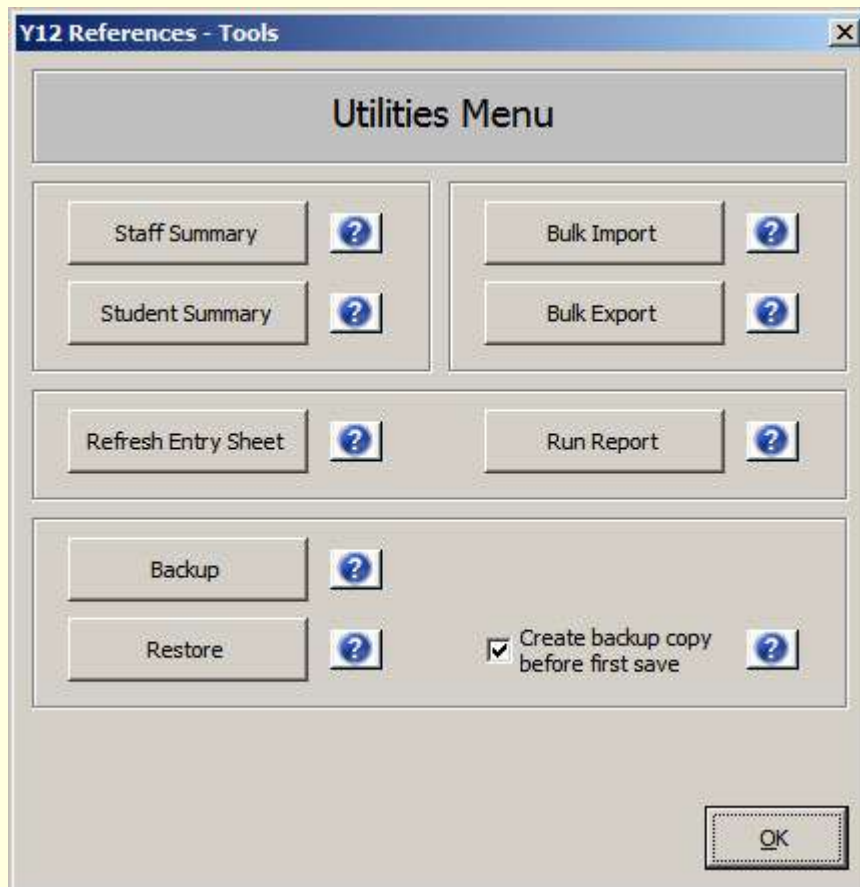 Y12 References - Tools
Utilities Menu
Staff Summary
Bulk Import
Student Summary
Bulk Export
Refresh Entry Sheet
Run Report
Backup
Restore
Create backup copy
before first save
OK